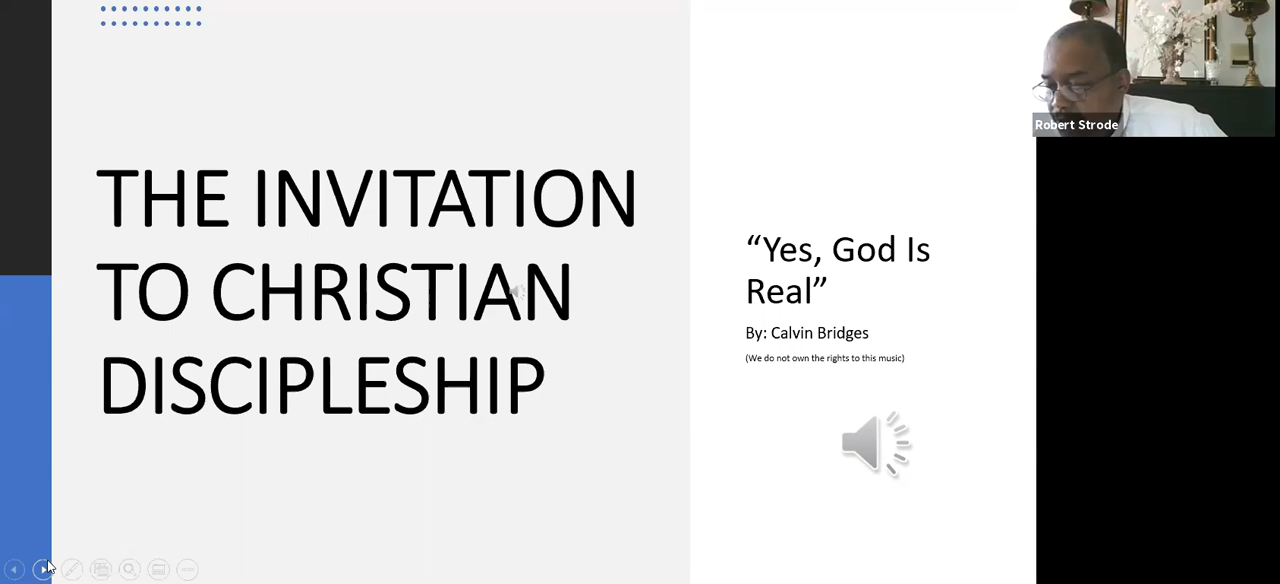 THE INVITATION
TO CHRISTIAN
DISCIPLESHIP
“Yes, God Is
Real”
By: Calvin Bridges
(We do not own the rights to this music)
Robert Strode